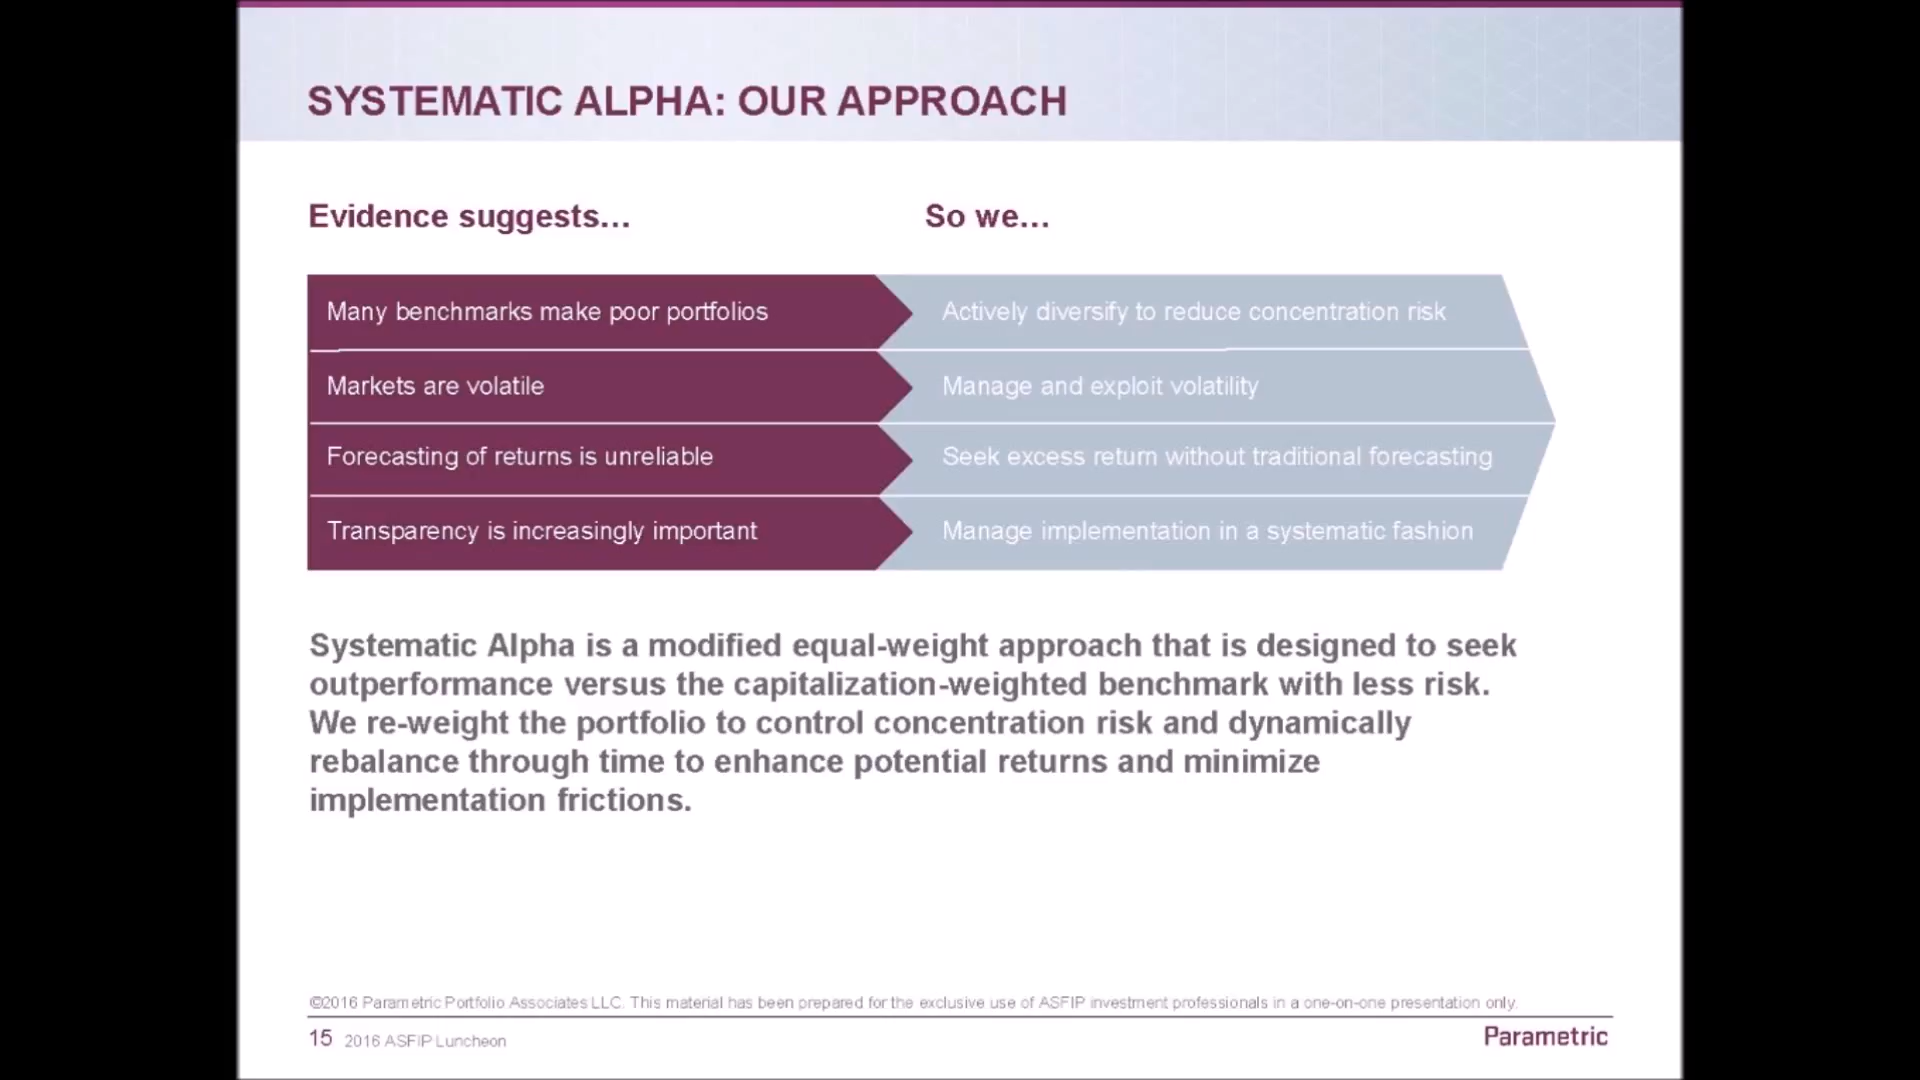 SYSTEMATIC ALPHA: OUR APPROACH
Evidence suggests...
So we...
Many benchmarks make poor portfolios
Actively diversify to reduce concentration risk
Markets are volatile
Manage and exploit volatility
Forecasting of returns is unreliable
Seek excess return without traditional forecasting
Transparency is increasingly important
Manage implementation in a systematic fashion
Systematic Alpha is a modified equal-weight approach that is designed to seek
outperformance versus the capitalization-weighted benchmark with less risk.
We re-weight the portfolio to control concentration risk and dynamically
rebalance through time to enhance potential returns and minimize
implementation frictions.
©2016 Parametric Portfolio Associates LLC. This material has been prepared for the exclusive use of ASFIP investment professionals in a one-on-one presentation only.
15 2016 ASFIP Luncheon
Parametric